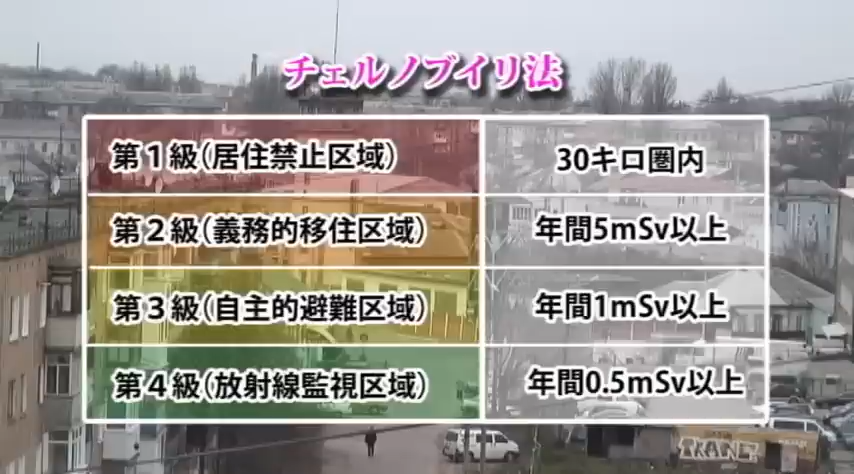 チェルノブイリ法
第1級(居住禁止区域) 30キロ圏内
第2級(義務的移住区域) 年間5mSv以上
第3級(自主的避難区域) 年間1mSv以上
第4級(放射線監視区域) 年間0.5mSv以上